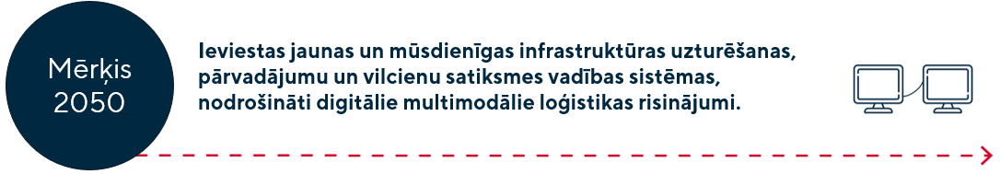 Mērķis
2050
Ieviestas jaunas un mūsdienīgas infrastruktūras uzturēšanas,
pārvadājumu un vilcienu satiksmes vadības sistēmas,
nodrošināti digitālie multimodālie loģistikas risinājumi.